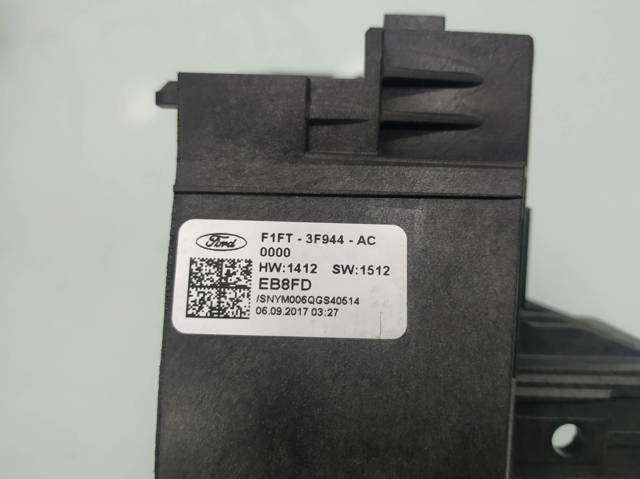 Ford
F1FT - 3F944 - AC
0000
HW:1412 SW:1512
EB8FD
/SNYM006QGS40514
06.09.2017 03:27